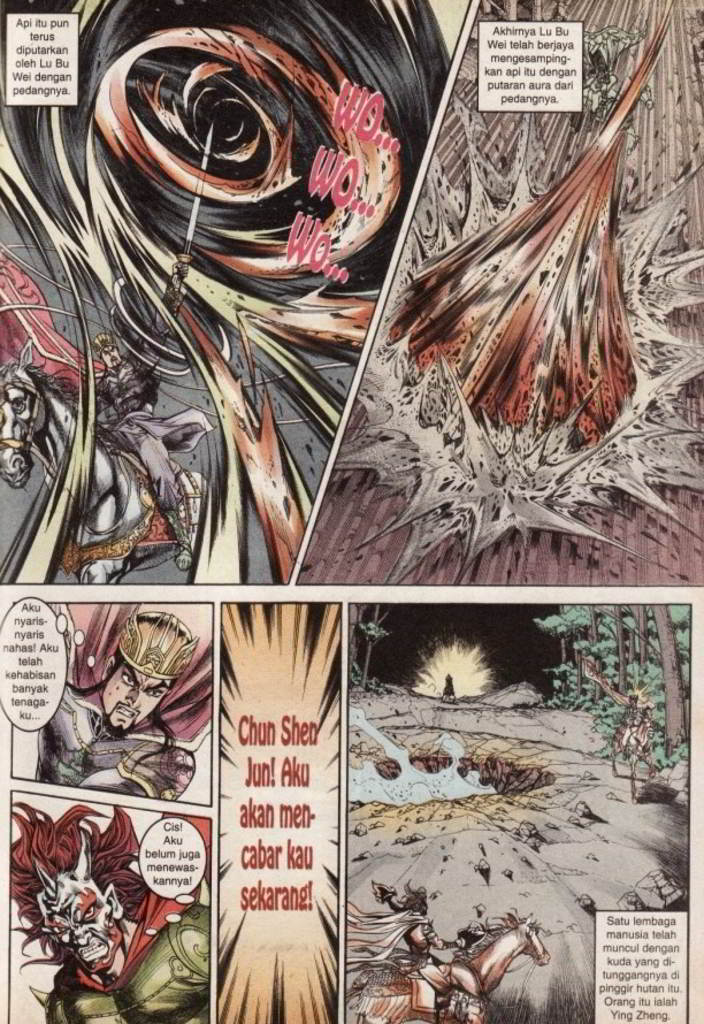 Api itu pun
terus
diputarkan
oleh Lu Bu
Wei dengan
pedangnya.
WO...
WO...
WO...
Akhirnya Lu Bu
Wei telah berjaya
mengesamping-
kan api itu dengan
putaran aura dari
pedangnya.
Aku
nyaris-
nyaris
nahas! Aku
telah
kehabisan
banyak
tenaga-
ku...
Cis!
Aku
belum juga
menewas-
kannya!
Chun Shen
Jun! Aku
akan men-
cabar kau
sekarang!
Satu lembaga
manusia telah
muncul dengan
kuda yang di-
tunggangnya di
pinggir hutan itu.
Orang itu ialah
Ying Zheng.